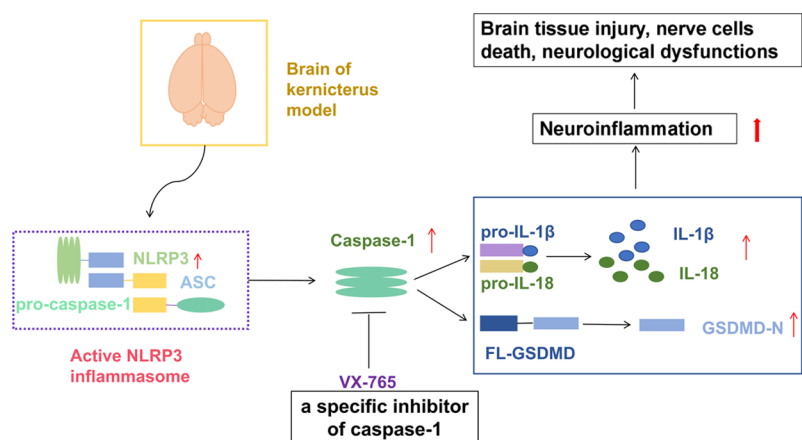 Brain tissue injury, nerve cells
death, neurological dysfunctions
Brain of
kernicterus
model
Neuroinflammation
NLRP3
ASC
pro-caspase-1
Active NLRP3
inflammasome
Caspase-1
VX-765
a specific inhibitor
of caspase-1
pro-IL-1β
pro-IL-18
IL-1β
IL-18
FL-GSDMD
GSDMD-N